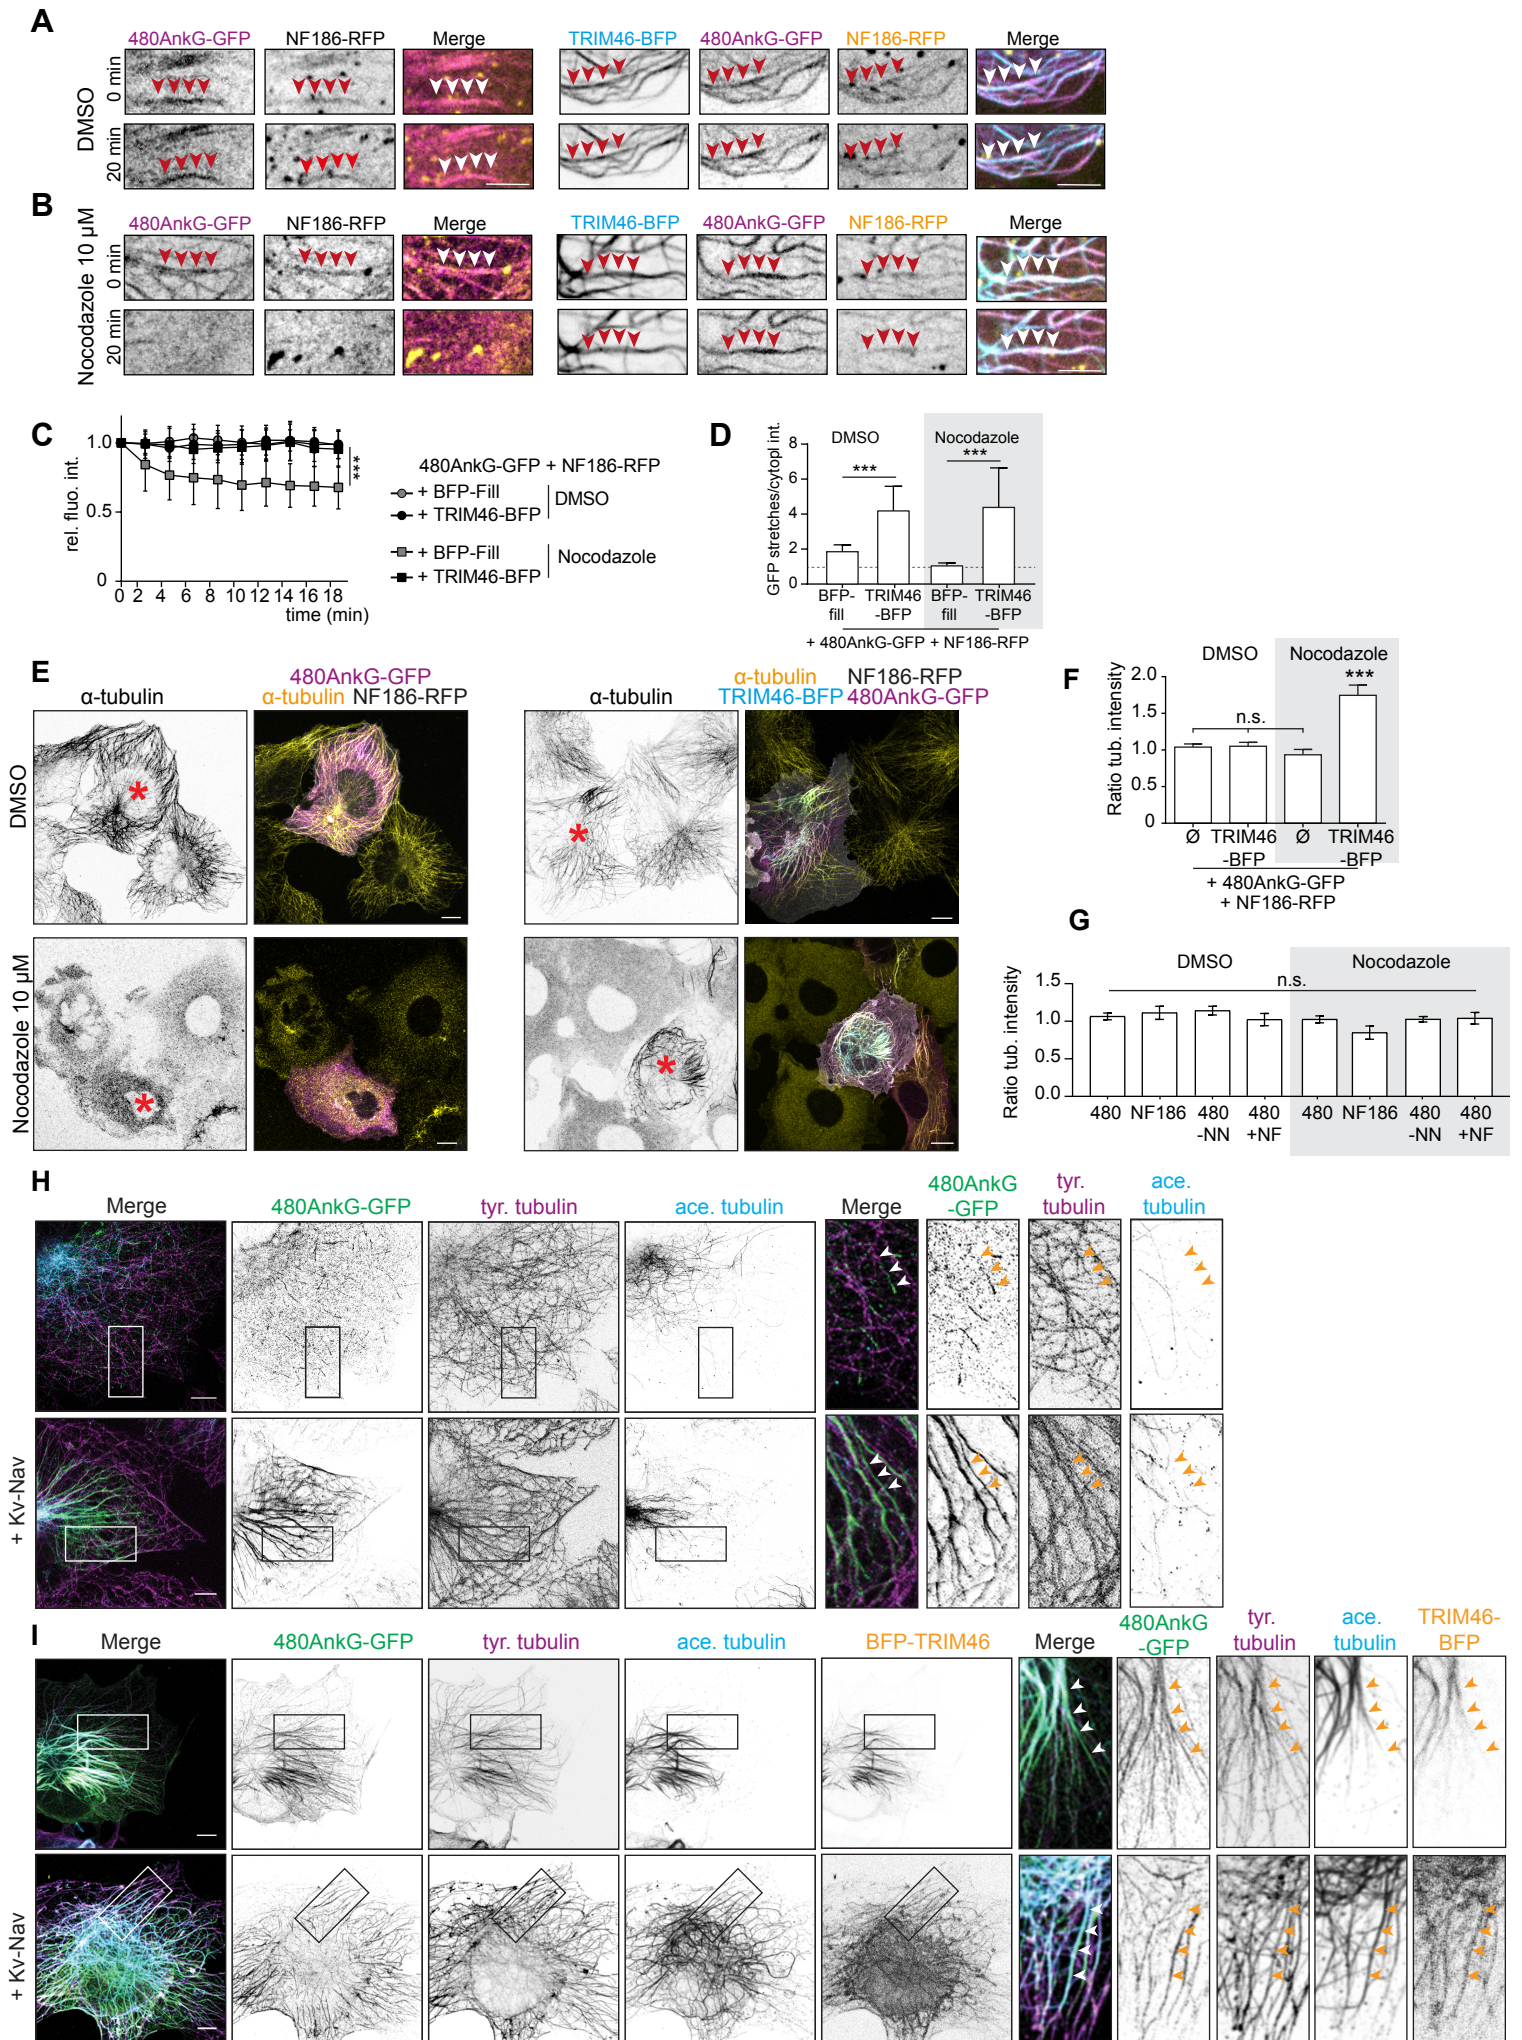 A
480AnkG-GFP NF186-RFP Merge TRIM46-BFP 480AnkG-GFP NF186-RFP Merge
DMSO
0 min
20 min
B
480AnkG-GFP NF186-RFP Merge TRIM46-BFP 480AnkG-GFP NF186-RFP Merge
Nocodazole 10 µM
0 min
20 min
C
rel. fluo. int.
1.0
0.5
0
0 2 4 6 8 10 12 14 16 18
time (min)
***
480AnkG-GFP + NF186-RFP
+ BFP-Fill
+ TRIM46-BFP
DMSO
+ BFP-Fill
+ TRIM46-BFP
Nocodazole
D
GFP stretches/cytopl int.
8
6
4
2
0
DMSO Nocodazole
*** ***
BFP-fill TRIM46-BFP BFP-fill TRIM46-BFP
+ 480AnkG-GFP + NF186-RFP
E
480AnkG-GFP
α-tubulin α-tubulin NF186-RFP
α-tubulin NF186-RFP
α-tubulin TRIM46-BFP 480AnkG-GFP
DMSO
* *
Nocodazole 10 µM
* *
F
Ratio tub. intensity
2.0
1.5
1.0
0.5
0
DMSO Nocodazole
n.s. ***
Ø TRIM46-BFP Ø TRIM46-BFP
+ 480AnkG-GFP
+ NF186-RFP
G
Ratio tub. intensity
1.5
1.0
0.5
0.0
DMSO Nocodazole
n.s.
480 NF186 480 480 480 NF186 480 480
-NN +NF -NN +NF
H
Merge 480AnkG-GFP tyr. tubulin ace. tubulin Merge 480AnkG-GFP tyr. tubulin ace. tubulin
+ Kv-Nav
I
Merge 480AnkG-GFP tyr. tubulin ace. tubulin BFP-TRIM46 Merge 480AnkG-GFP tyr. tubulin ace. tubulin TRIM46-BFP
+ Kv-Nav